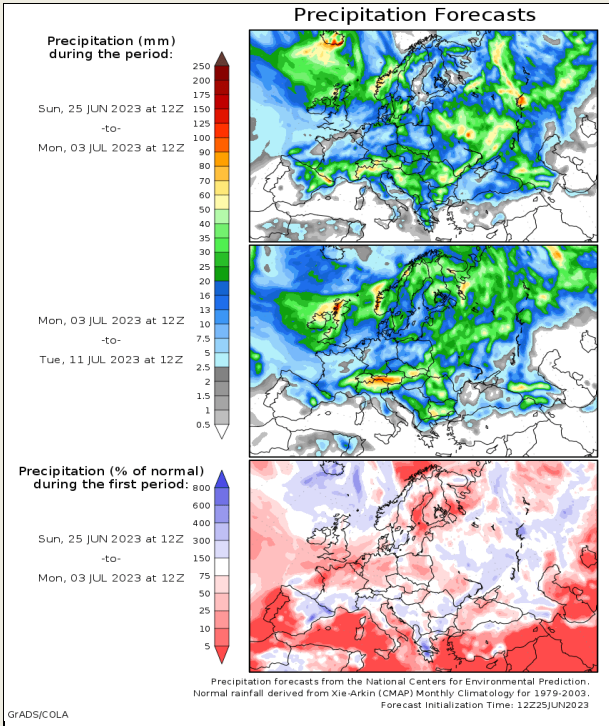 Precipitation Forecasts
Precipitation (mm)
during the period:
Sun, 25 JUN 2023 at 12Z
-to-
Mon, 03 JUL 2023 at 12Z
250
200
175
150
125
100
90
80
70
60
50
40
35
30
25
20
16
13
10
7.5
5
2.5
2
1.5
1
0.5
Mon, 03 JUL 2023 at 12Z
-to-
Tue, 11 JUL 2023 at 12Z
Precipitation (% of normal)
during the first period:
Sun, 25 JUN 2023 at 12Z
-to-
Mon, 03 JUL 2023 at 12Z
800
600
400
300
150
75
50
25
10
5
Precipitation forecasts from the National Centers for Environmental Prediction.
Normal rainfall derived from Xie-Arkin (CMAP) Monthly Climatology for 1979-2003.
Forecast Initialization Time: 12Z25JUN2023
GrADS/COLA